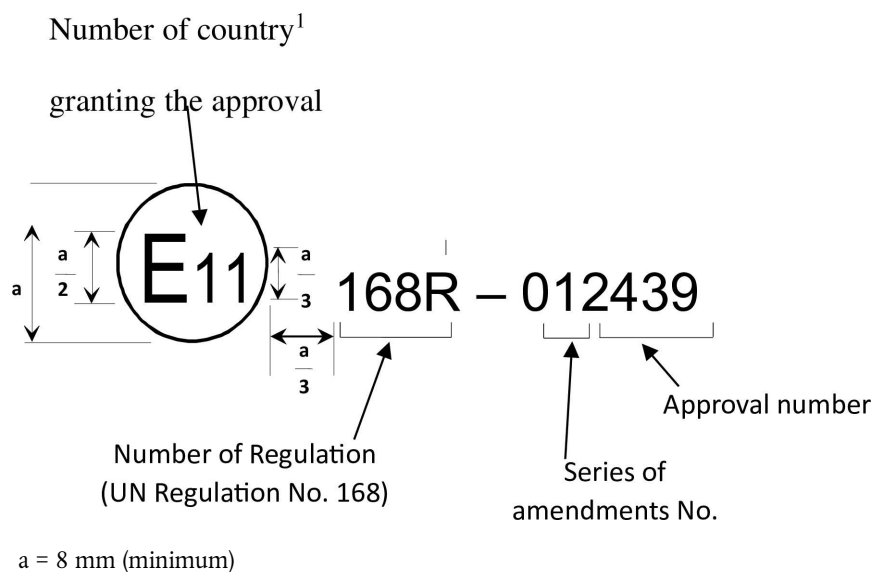 Number of country1
granting the approval
a
a
2
E11
a
3
168R – 012439
a
3
Approval number
Number of Regulation
(UN Regulation No. 168)
Series of
amendments No.
a = 8 mm (minimum)